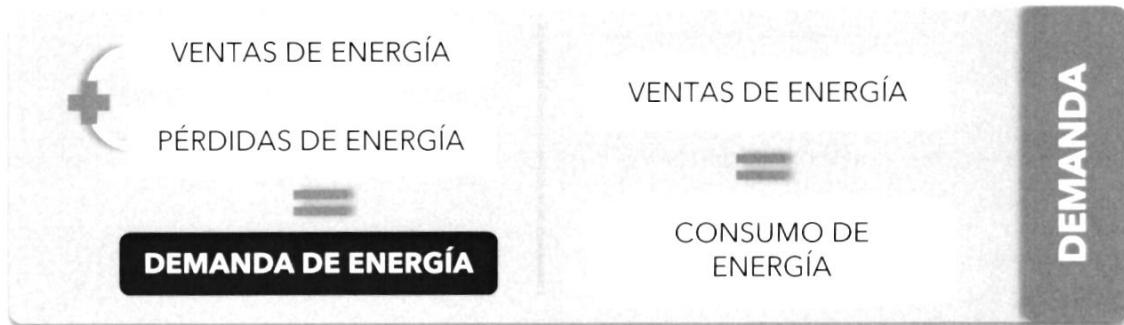 VENTAS DE ENERGÍA
PÉRDIDAS DE ENERGÍA
=
DEMANDA DE ENERGÍA
VENTAS DE ENERGÍA
=
CONSUMO DE
ENERGÍA
DEMANDA